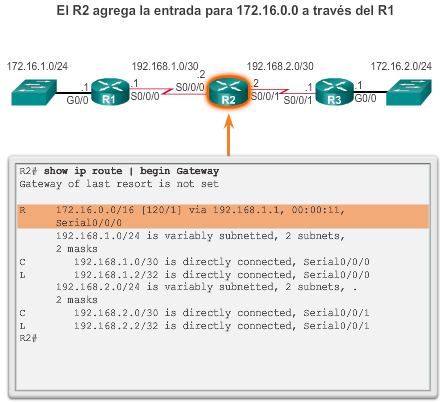 El R2 agrega la entrada para 172.16.0.0 a través del R1
172.16.1.0/24 192.168.1.0/30 192.168.2.0/30 172.16.2.0/24
.1 G0/0 R1 .1 S0/0/0 .2 S0/0/0 R2 .2 S0/0/1 .1 S0/0/1 R3 .1 G0/0
R2# show ip route | begin Gateway
Gateway of last resort is not set
R 172.16.0.0/16 [120/1] via 192.168.1.1, 00:00:11,
Serial0/0/0
192.168.1.0/24 is variably subnetted, 2 subnets,
2 masks
C 192.168.1.0/30 is directly connected, Serial0/0/0
L 192.168.1.2/32 is directly connected, Serial0/0/0
192.168.2.0/24 is variably subnetted, 2 subnets, .
2 masks
C 192.168.2.0/30 is directly connected, Serial0/0/1
L 192.168.2.2/32 is directly connected, Serial0/0/1
R2#